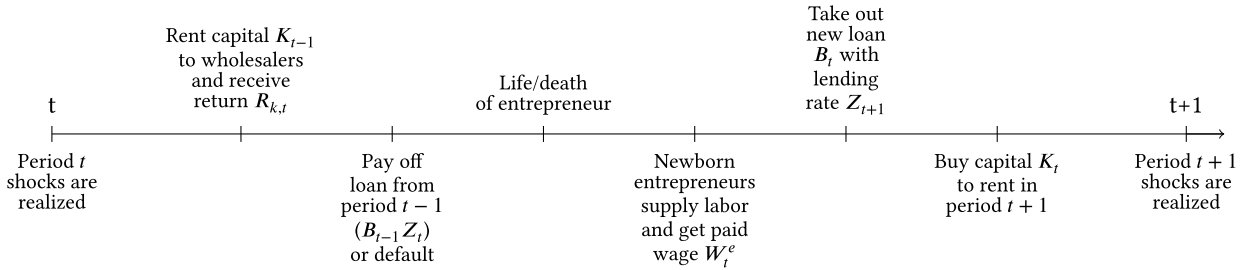 t
Period t
shocks are
realized
Rent capital K_{t−1}
to wholesalers
and receive
return R_{k,t}
Pay off
loan from
period t − 1
(B_{t−1} Z_t)
or default
Life/death
of entrepreneur
Newborn
entrepreneurs
supply labor
and get paid
wage W_t^e
Take out
new loan
B_t with
lending
rate Z_{t+1}
Buy capital K_t
to rent in
period t + 1
t+1
Period t + 1
shocks are
realized